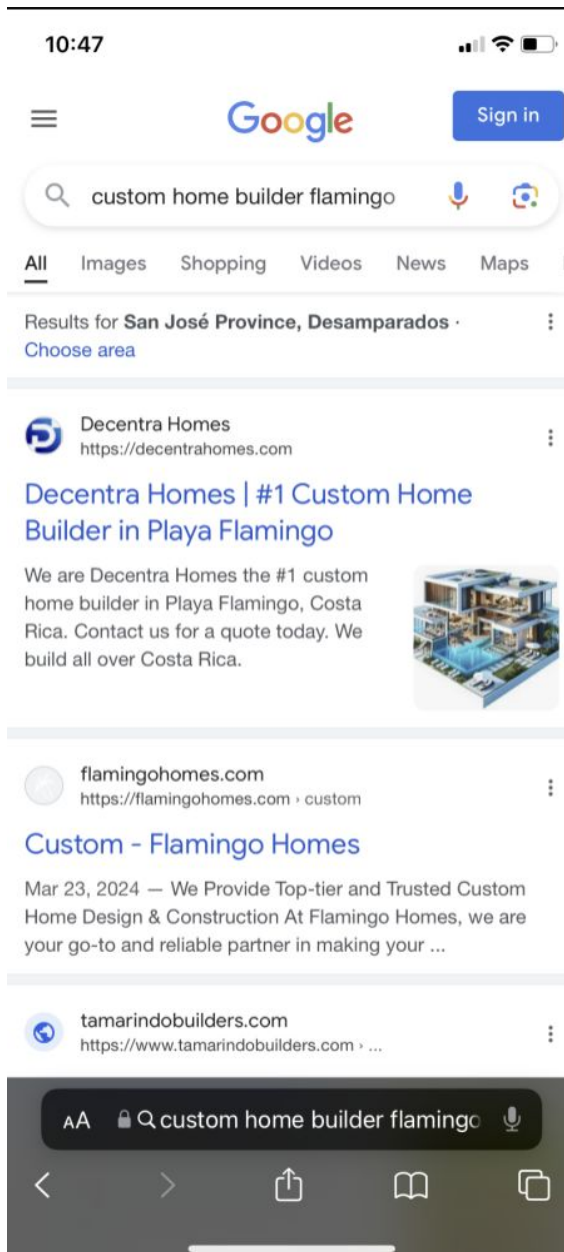 10:47
Google
Sign in
custom home builder flamingo
All Images Shopping Videos News Maps
Results for San José Province, Desamparados ·
Choose area
Decentra Homes
https://decentrahomes.com
Decentra Homes | #1 Custom Home
Builder in Playa Flamingo
We are Decentra Homes the #1 custom
home builder in Playa Flamingo, Costa
Rica. Contact us for a quote today. We
build all over Costa Rica.
flamingohomes.com
https://flamingohomes.com › custom
Custom - Flamingo Homes
Mar 23, 2024 — We Provide Top-tier and Trusted Custom
Home Design & Construction At Flamingo Homes, we are
your go-to and reliable partner in making your ...
tamarindobuilders.com
https://www.tamarindobuilders.com › ...
AA custom home builder flamingo